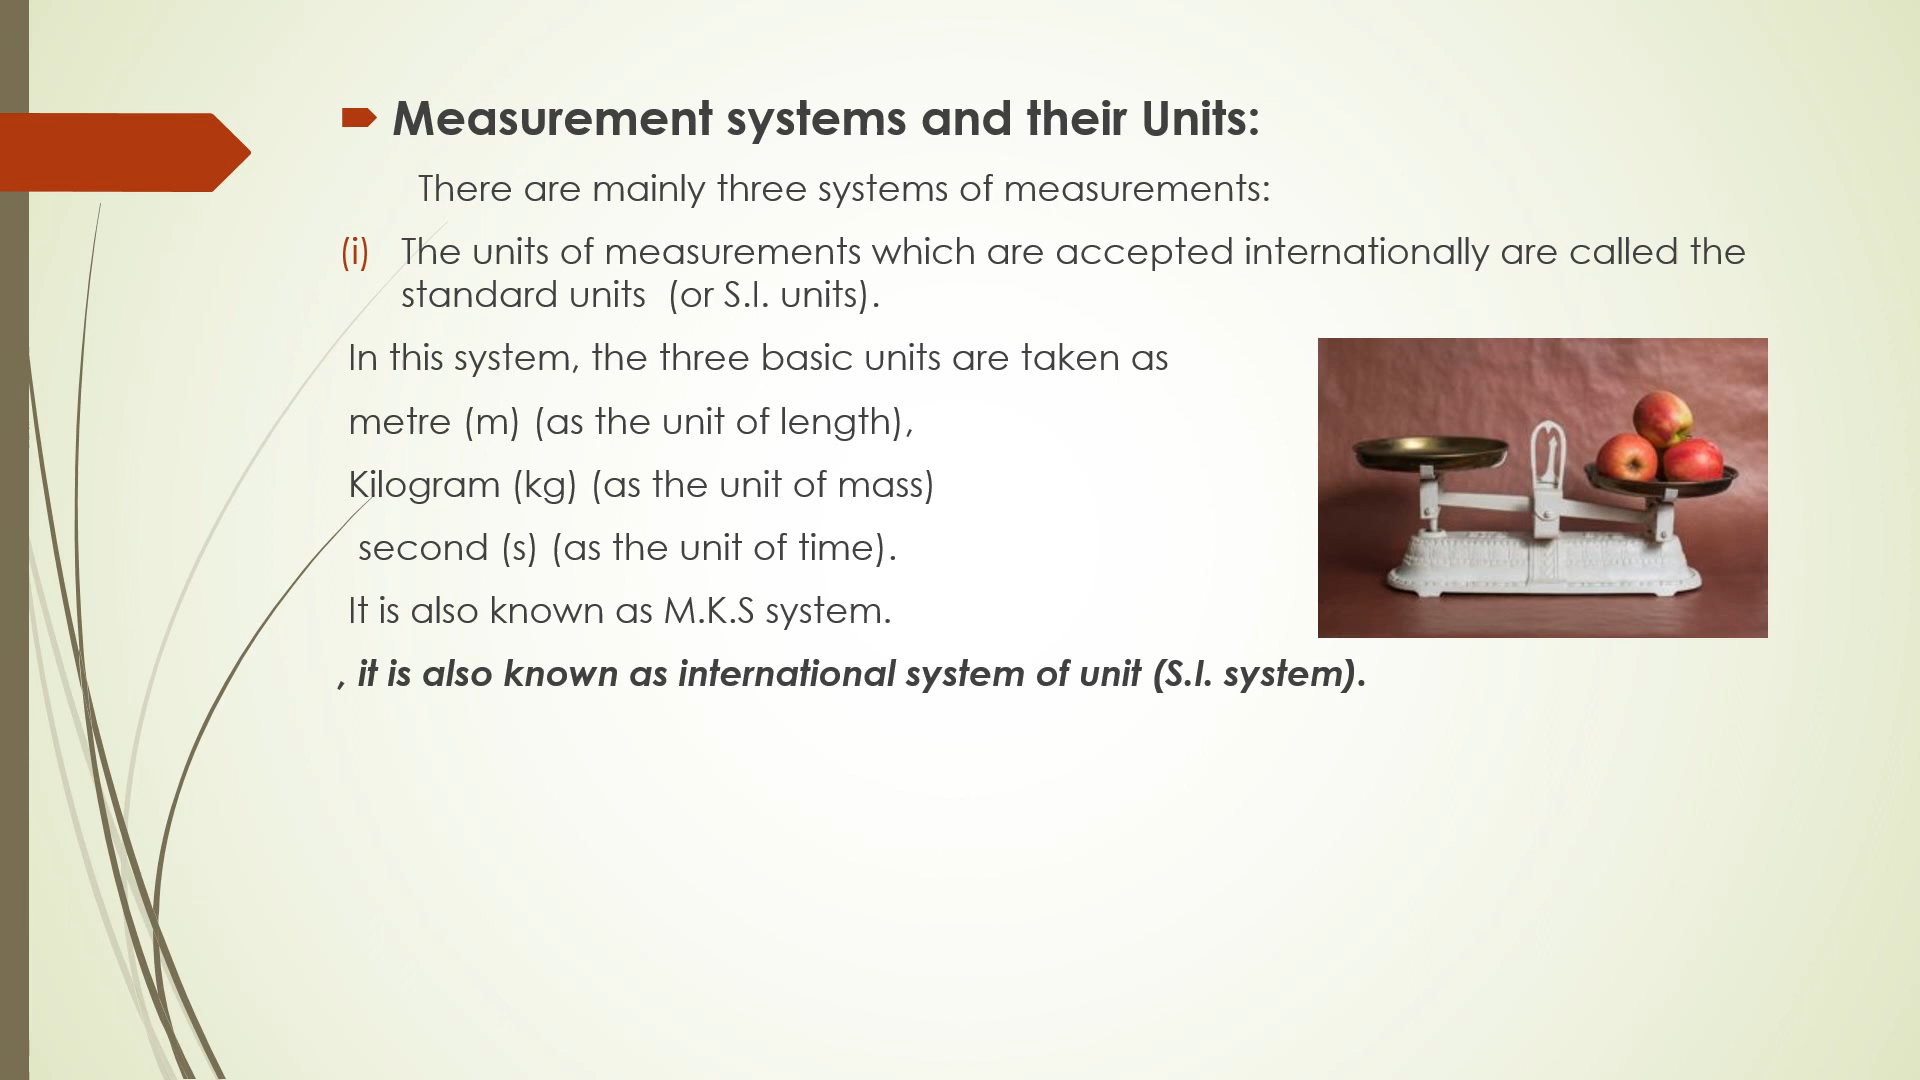 Measurement systems and their Units:
There are mainly three systems of measurements:
(i) The units of measurements which are accepted internationally are called the
standard units  (or S.I. units).
In this system, the three basic units are taken as
metre (m) (as the unit of length),
Kilogram (kg) (as the unit of mass)
second (s) (as the unit of time).
It is also known as M.K.S system.
, it is also known as international system of unit (S.I. system).